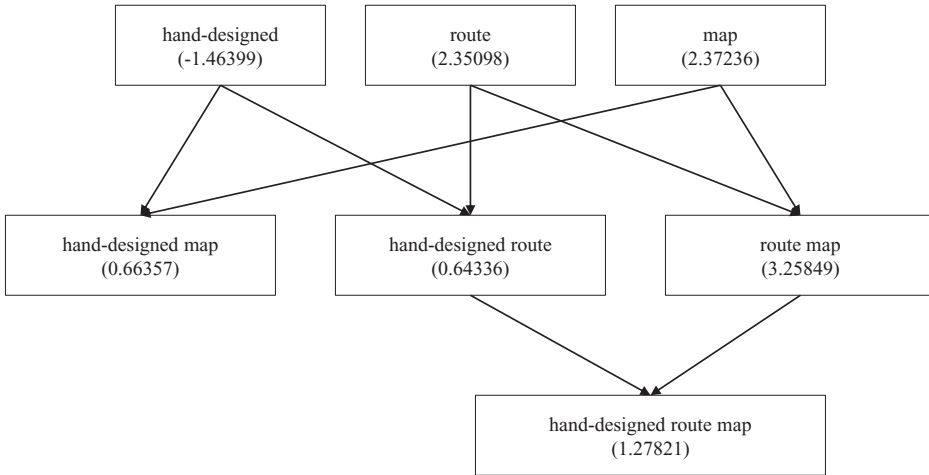 hand-designed
(-1.46399)
route
(2.35098)
map
(2.37236)
hand-designed map
(0.66357)
hand-designed route
(0.64336)
route map
(3.25849)
hand-designed route map
(1.27821)